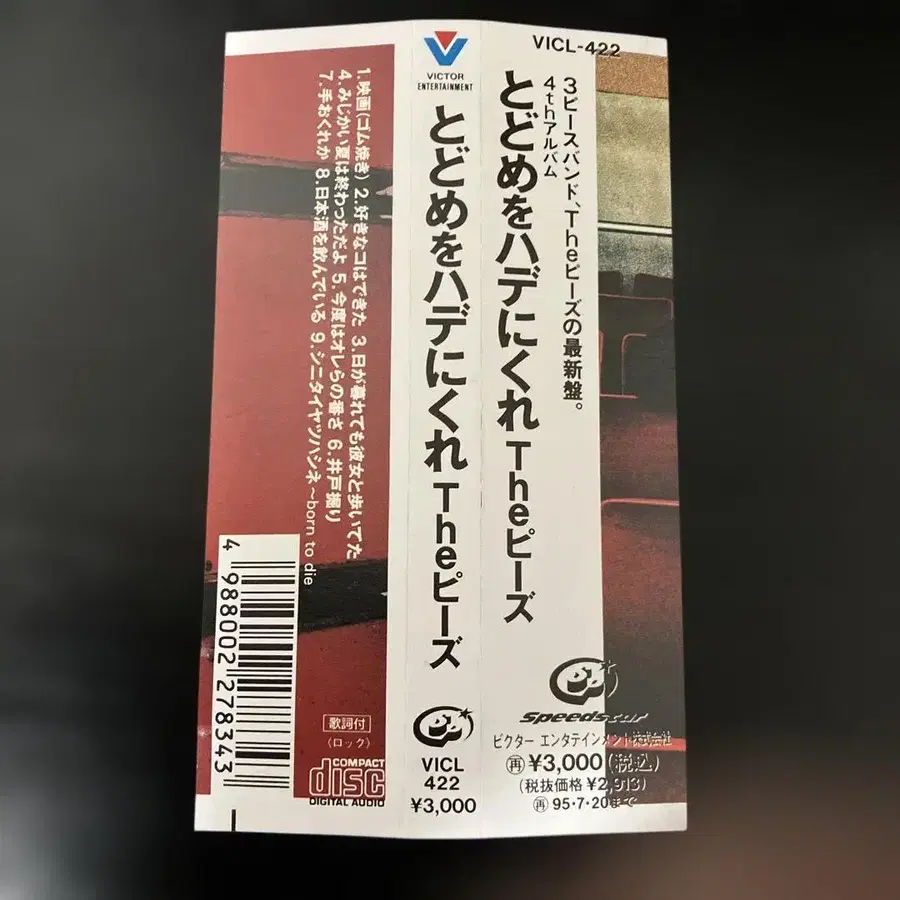 VICL-422
3ピースバンド、Theピーズの最新盤。
4thアルバム
とどめをハデにくれ Theピーズ
Speedstar
ビクター エンタテインメント株式会社
再 ¥3,000 (税込)
(税抜価格 ¥2,913)
再 95・7・20まで
VICTOR
ENTERTAINMENT
とどめをハデにくれ Theピーズ
VICL
422
¥3,000
1.映画(ゴム焼き) 2.好きなコはできた 3.日が暮れても彼女と歩いてた
4.みじかい夏は終わっただよ 5.今度はオレらの番さ 6.井戸掘り
7.手おくれか 8.日本酒を飲んでいる 9.シニタイヤツハシネ〜born to die
歌詞付
〈ロック〉
COMPACT
disc
DIGITAL AUDIO
4 988002 278343